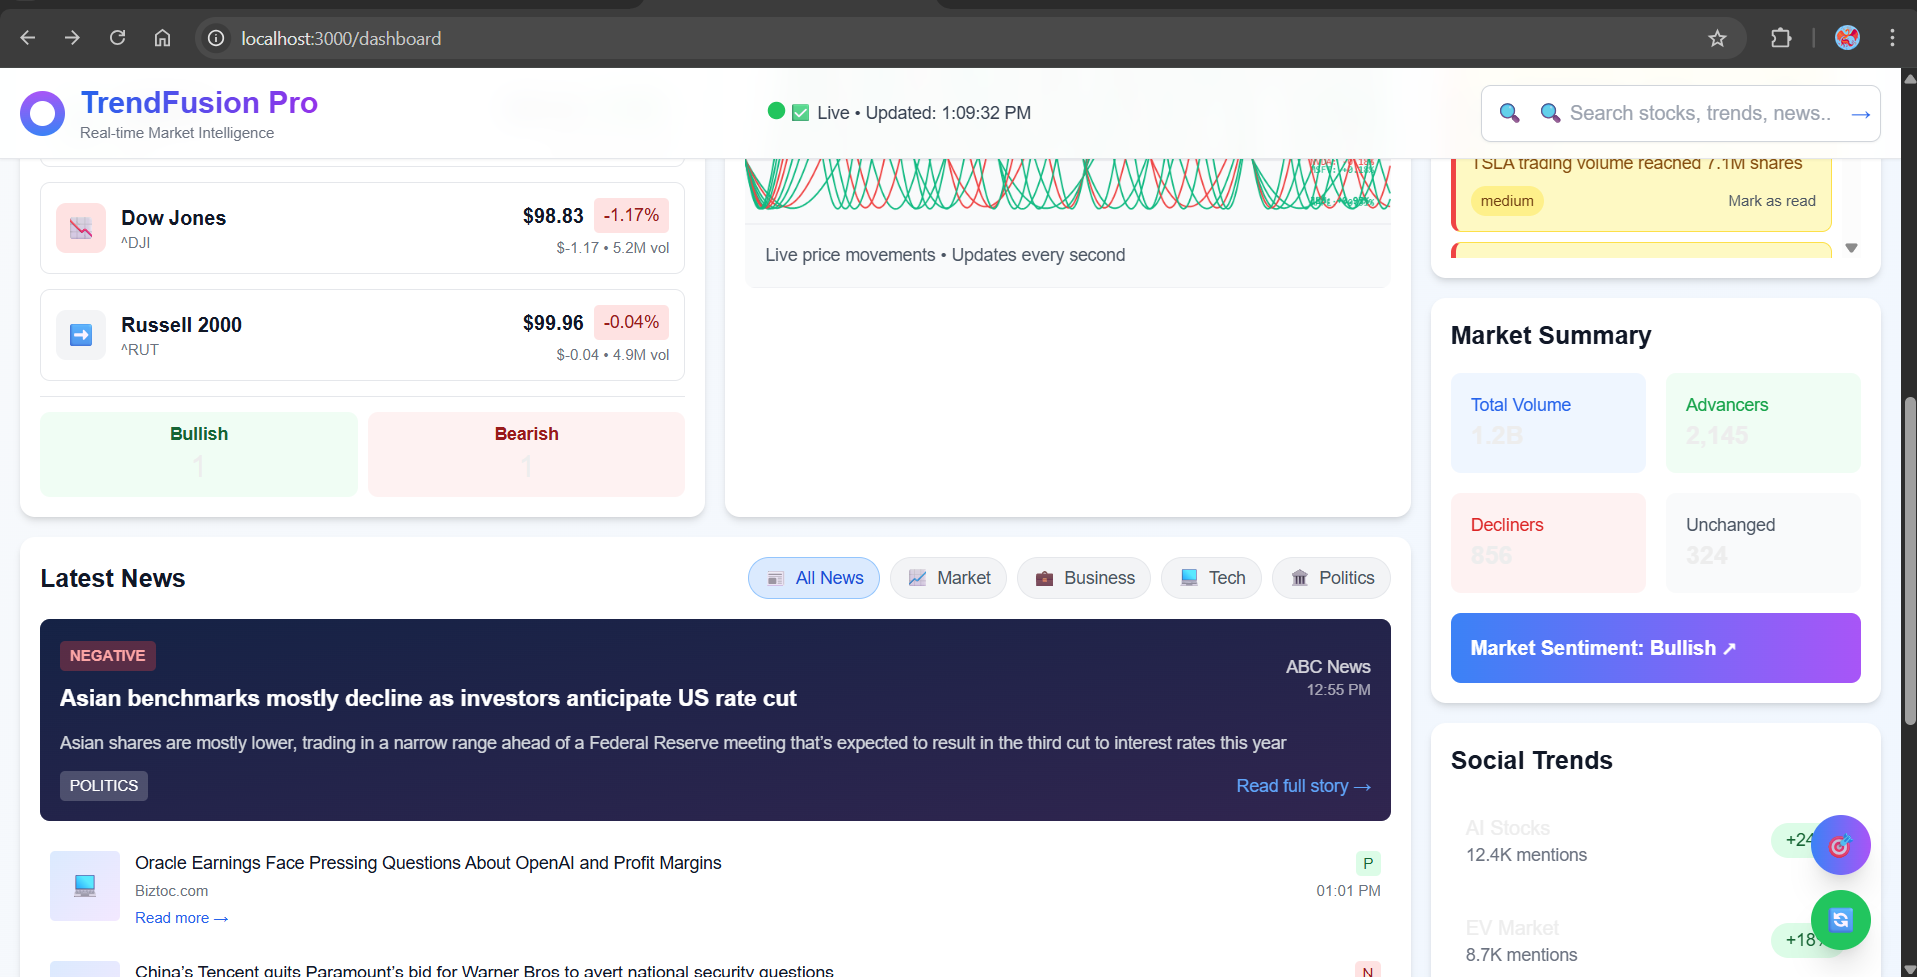 localhost:3000/dashboard
TrendFusion Pro
Real-time Market Intelligence
Live • Updated: 1:09:32 PM
Search stocks, trends, news..
→
Dow Jones
^DJI
$98.83
-1.17%
$-1.17 • 5.2M vol
Russell 2000
^RUT
$99.96
-0.04%
$-0.04 • 4.9M vol
Bullish
1
Bearish
1
Live price movements • Updates every second
TSLA trading volume reached 7.1M shares
medium
Mark as read
Market Summary
Total Volume
1.2B
Advancers
2,145
Decliners
856
Unchanged
324
Market Sentiment: Bullish ↗
Latest News
All News
Market
Business
Tech
Politics
NEGATIVE
ABC News
12:55 PM
Asian benchmarks mostly decline as investors anticipate US rate cut
Asian shares are mostly lower, trading in a narrow range ahead of a Federal Reserve meeting that’s expected to result in the third cut to interest rates this year
POLITICS
Read full story →
Oracle Earnings Face Pressing Questions About OpenAI and Profit Margins
P
Biztoc.com
01:01 PM
Read more →
China’s Tencent quits Paramount’s bid for Warner Bros to avert national security questions
N
Social Trends
AI Stocks
12.4K mentions
+24
EV Market
8.7K mentions
+18